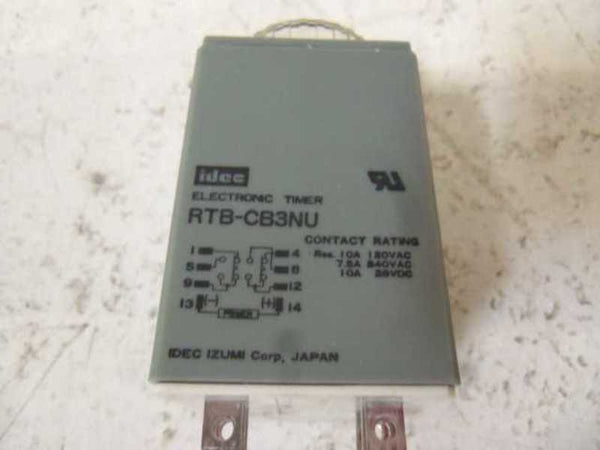 idec
ELECTRONIC TIMER
RTB-CB3NU
CONTACT RATING
Res. 10A 120VAC
7.5A 240VAC
10A 28VDC
1 4
5 8
9 12
13 (-) (+) 14
POWER
IDEC IZUMI Corp, JAPAN